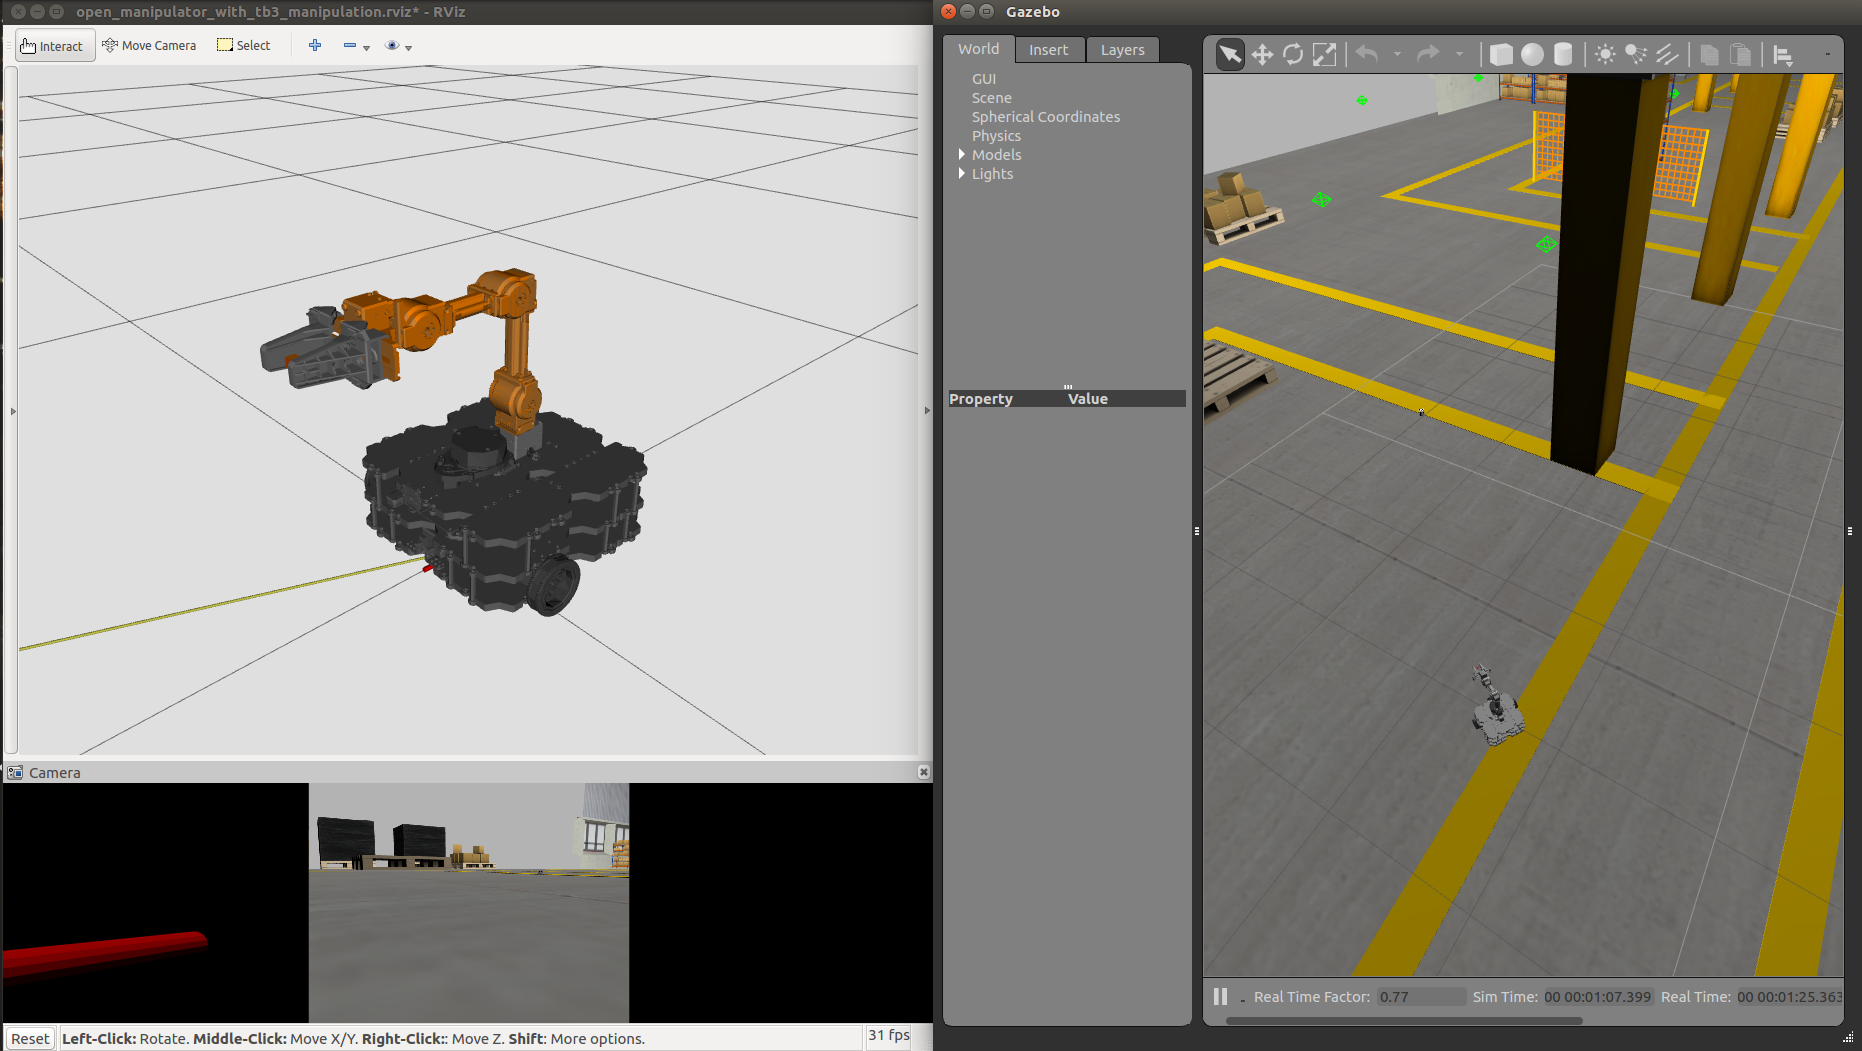 open_manipulator_with_tb3_manipulation.rviz* - RViz
Interact Move Camera Select
Camera
Reset Left-Click: Rotate. Middle-Click: Move X/Y. Right-Click:: Move Z. Shift: More options. 31 fps
Gazebo
World Insert Layers
GUI
Scene
Spherical Coordinates
Physics
Models
Lights
Property Value
Real Time Factor: 0.77 Sim Time: 00 00:01:07.399 Real Time: 00 00:01:25.363